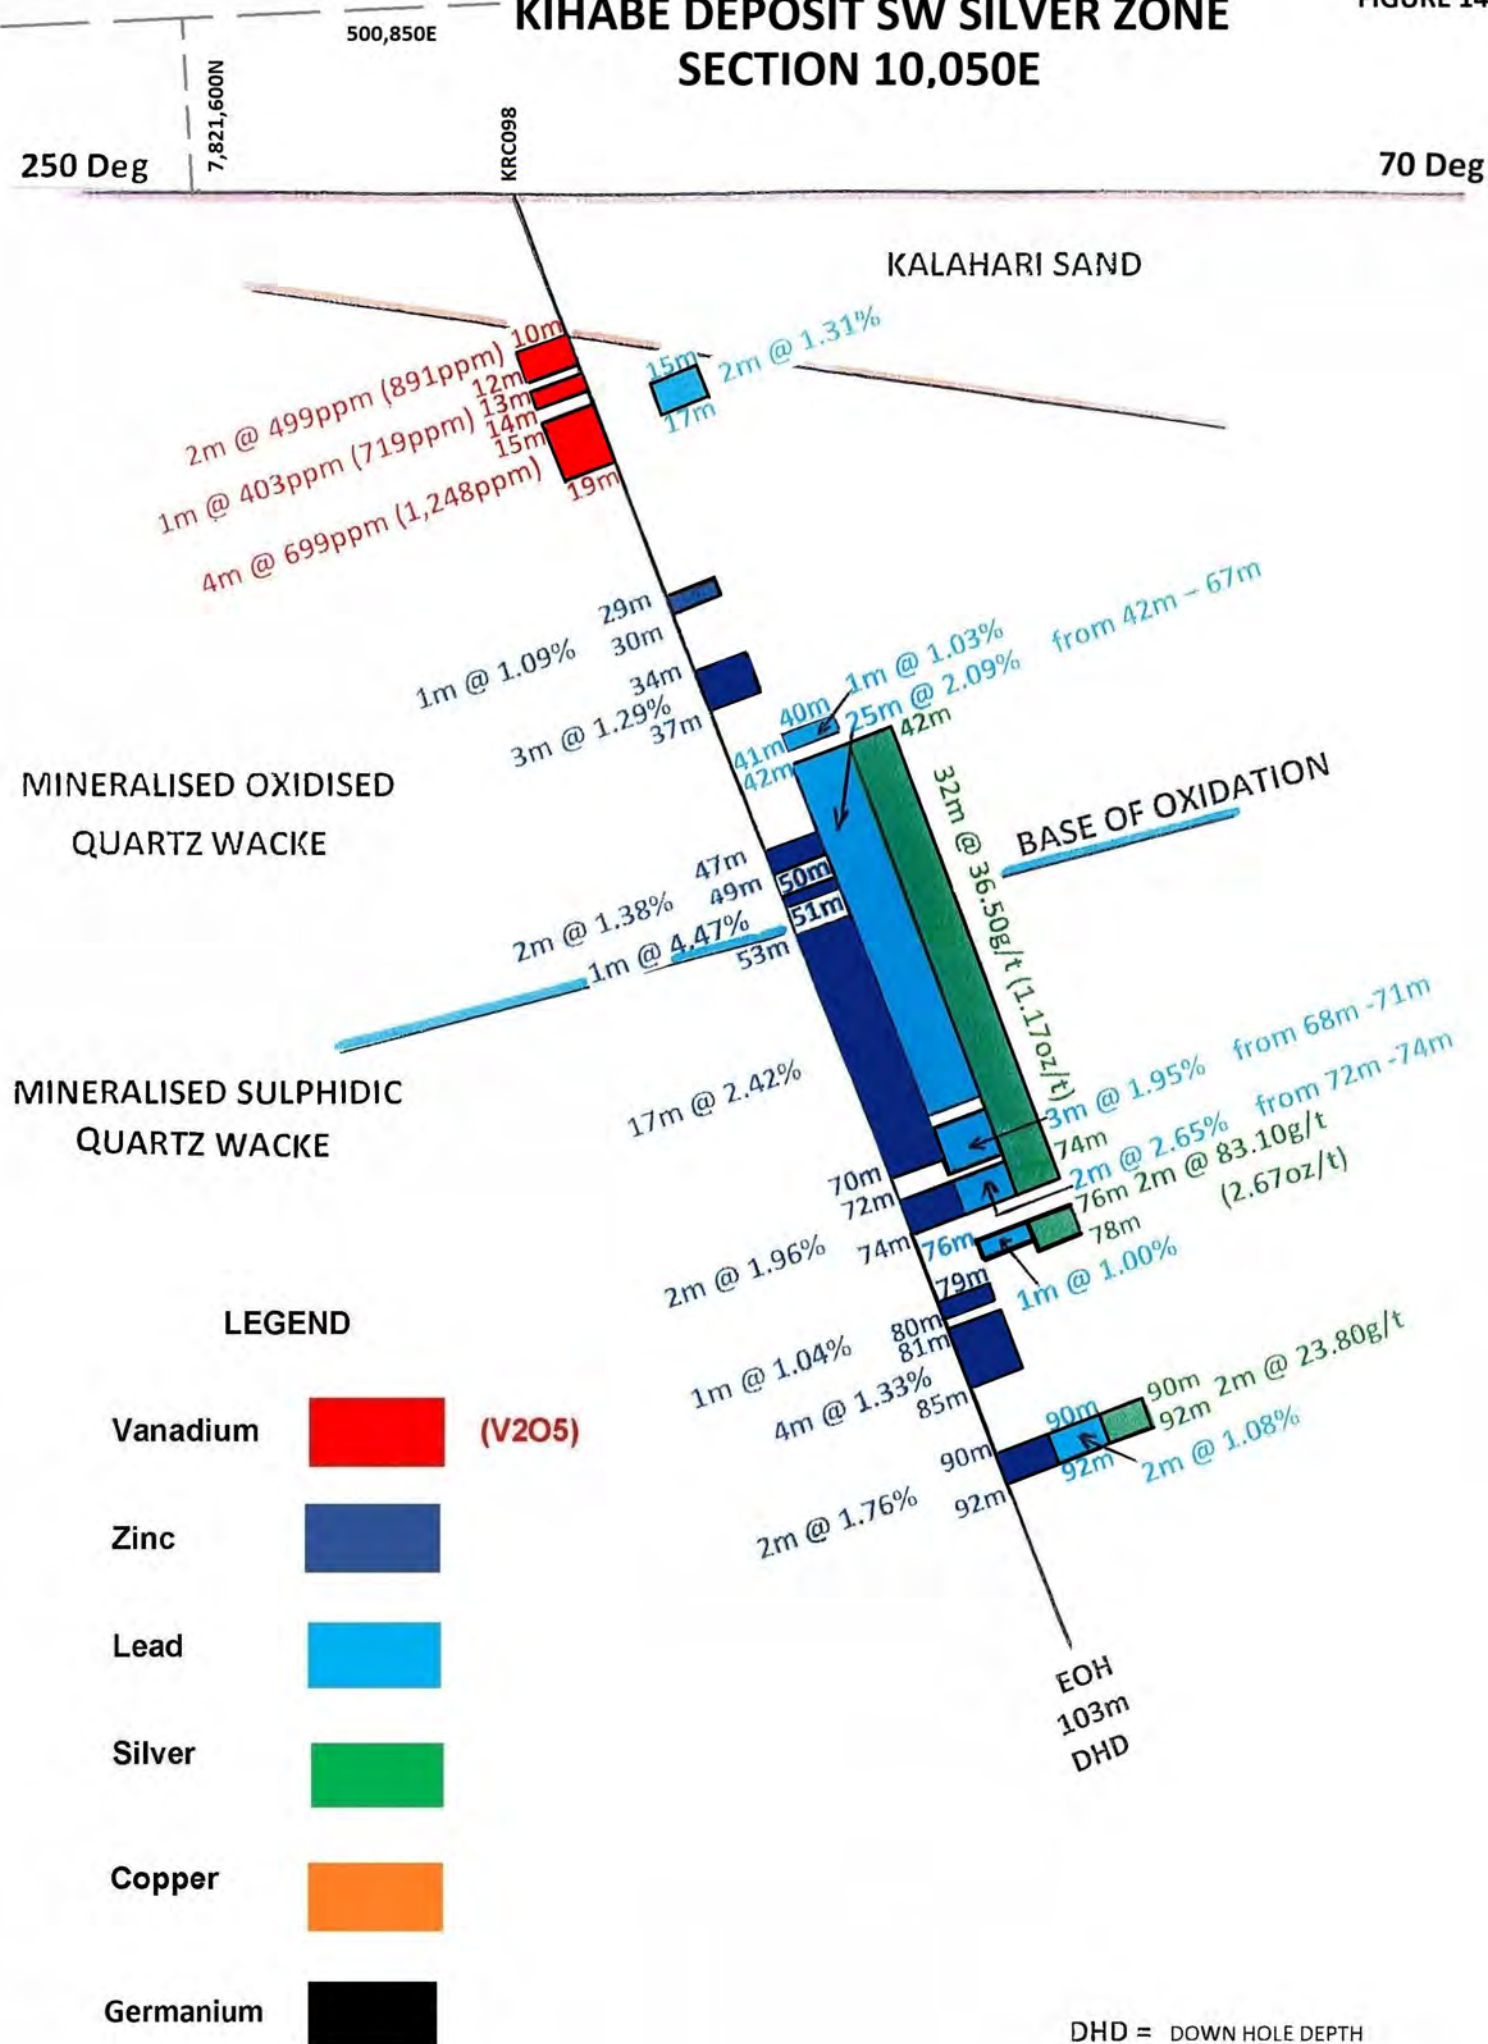 KIHABE DEPOSIT SW SILVER ZONE
FIGURE 14
500,850E
SECTION 10,050E
7,821,600N
KRC098
250 Deg
70 Deg
KALAHARI SAND
10m
2m @ 499ppm (891ppm)
12m
13m
1m @ 403ppm (719ppm)
14m
15m
4m @ 699ppm (1,248ppm)
19m
15m
2m @ 1.31%
17m
29m
1m @ 1.09%
30m
34m
3m @ 1.29%
37m
40m
1m @ 1.03%
41m
25m @ 2.09% from 42m – 67m
42m
42m
32m @ 36.50g/t (1.17oz/t)
MINERALISED OXIDISED
QUARTZ WACKE
BASE OF OXIDATION
47m
2m @ 1.38%
49m
50m
1m @ 4.47%
51m
53m
MINERALISED SULPHIDIC
QUARTZ WACKE
17m @ 2.42%
3m @ 1.95% from 68m -71m
74m
2m @ 2.65% from 72m -74m
70m
72m
76m 2m @ 83.10g/t
(2.67oz/t)
78m
2m @ 1.96%
74m
76m
1m @ 1.00%
79m
1m @ 1.04%
80m
81m
4m @ 1.33%
85m
90m
2m @ 23.80g/t
92m
90m
92m
2m @ 1.08%
90m
2m @ 1.76%
92m
EOH
103m
DHD
LEGEND
Vanadium
(V2O5)
Zinc
Lead
Silver
Copper
Germanium
DHD = DOWN HOLE DEPTH